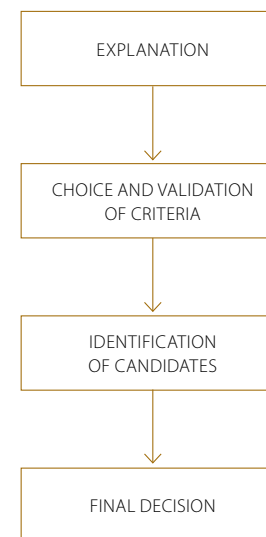 EXPLANATION
CHOICE AND VALIDATION
OF CRITERIA
IDENTIFICATION
OF CANDIDATES
FINAL DECISION